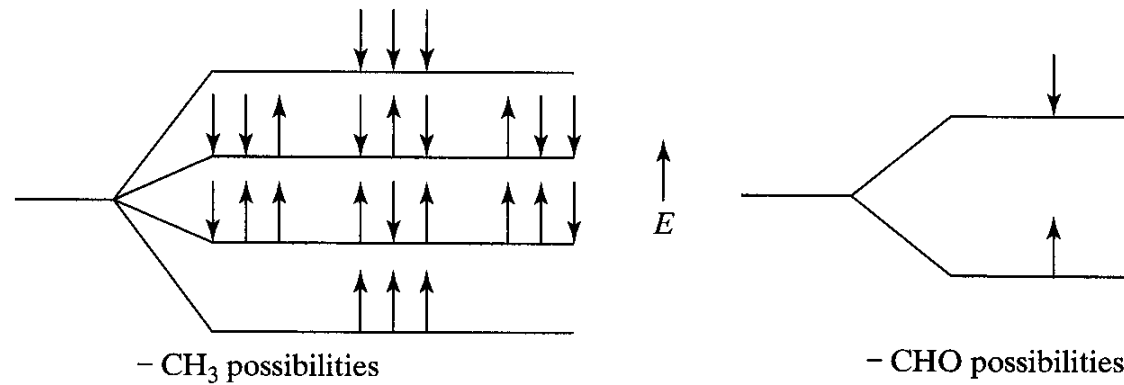 E
– CH₃ possibilities
– CHO possibilities